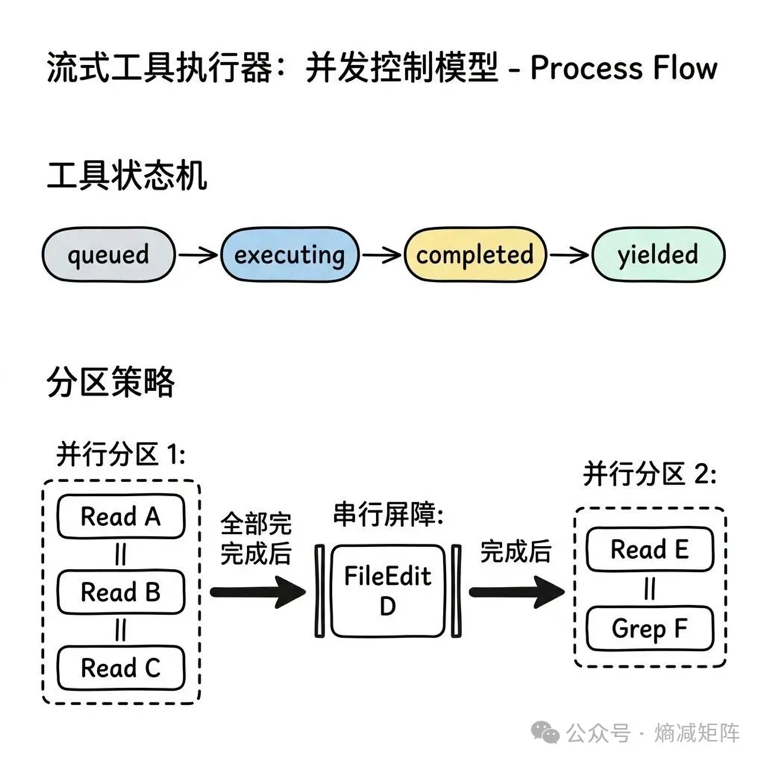 流式工具执行器：并发控制模型 - Process Flow
工具状态机
queued
executing
completed
yielded
分区策略
并行分区 1:
Read A
||
Read B
||
Read C
全部完
完成后
串行屏障:
FileEdit
D
完成后
并行分区 2:
Read E
||
Grep F
公众号 · 熵减矩阵